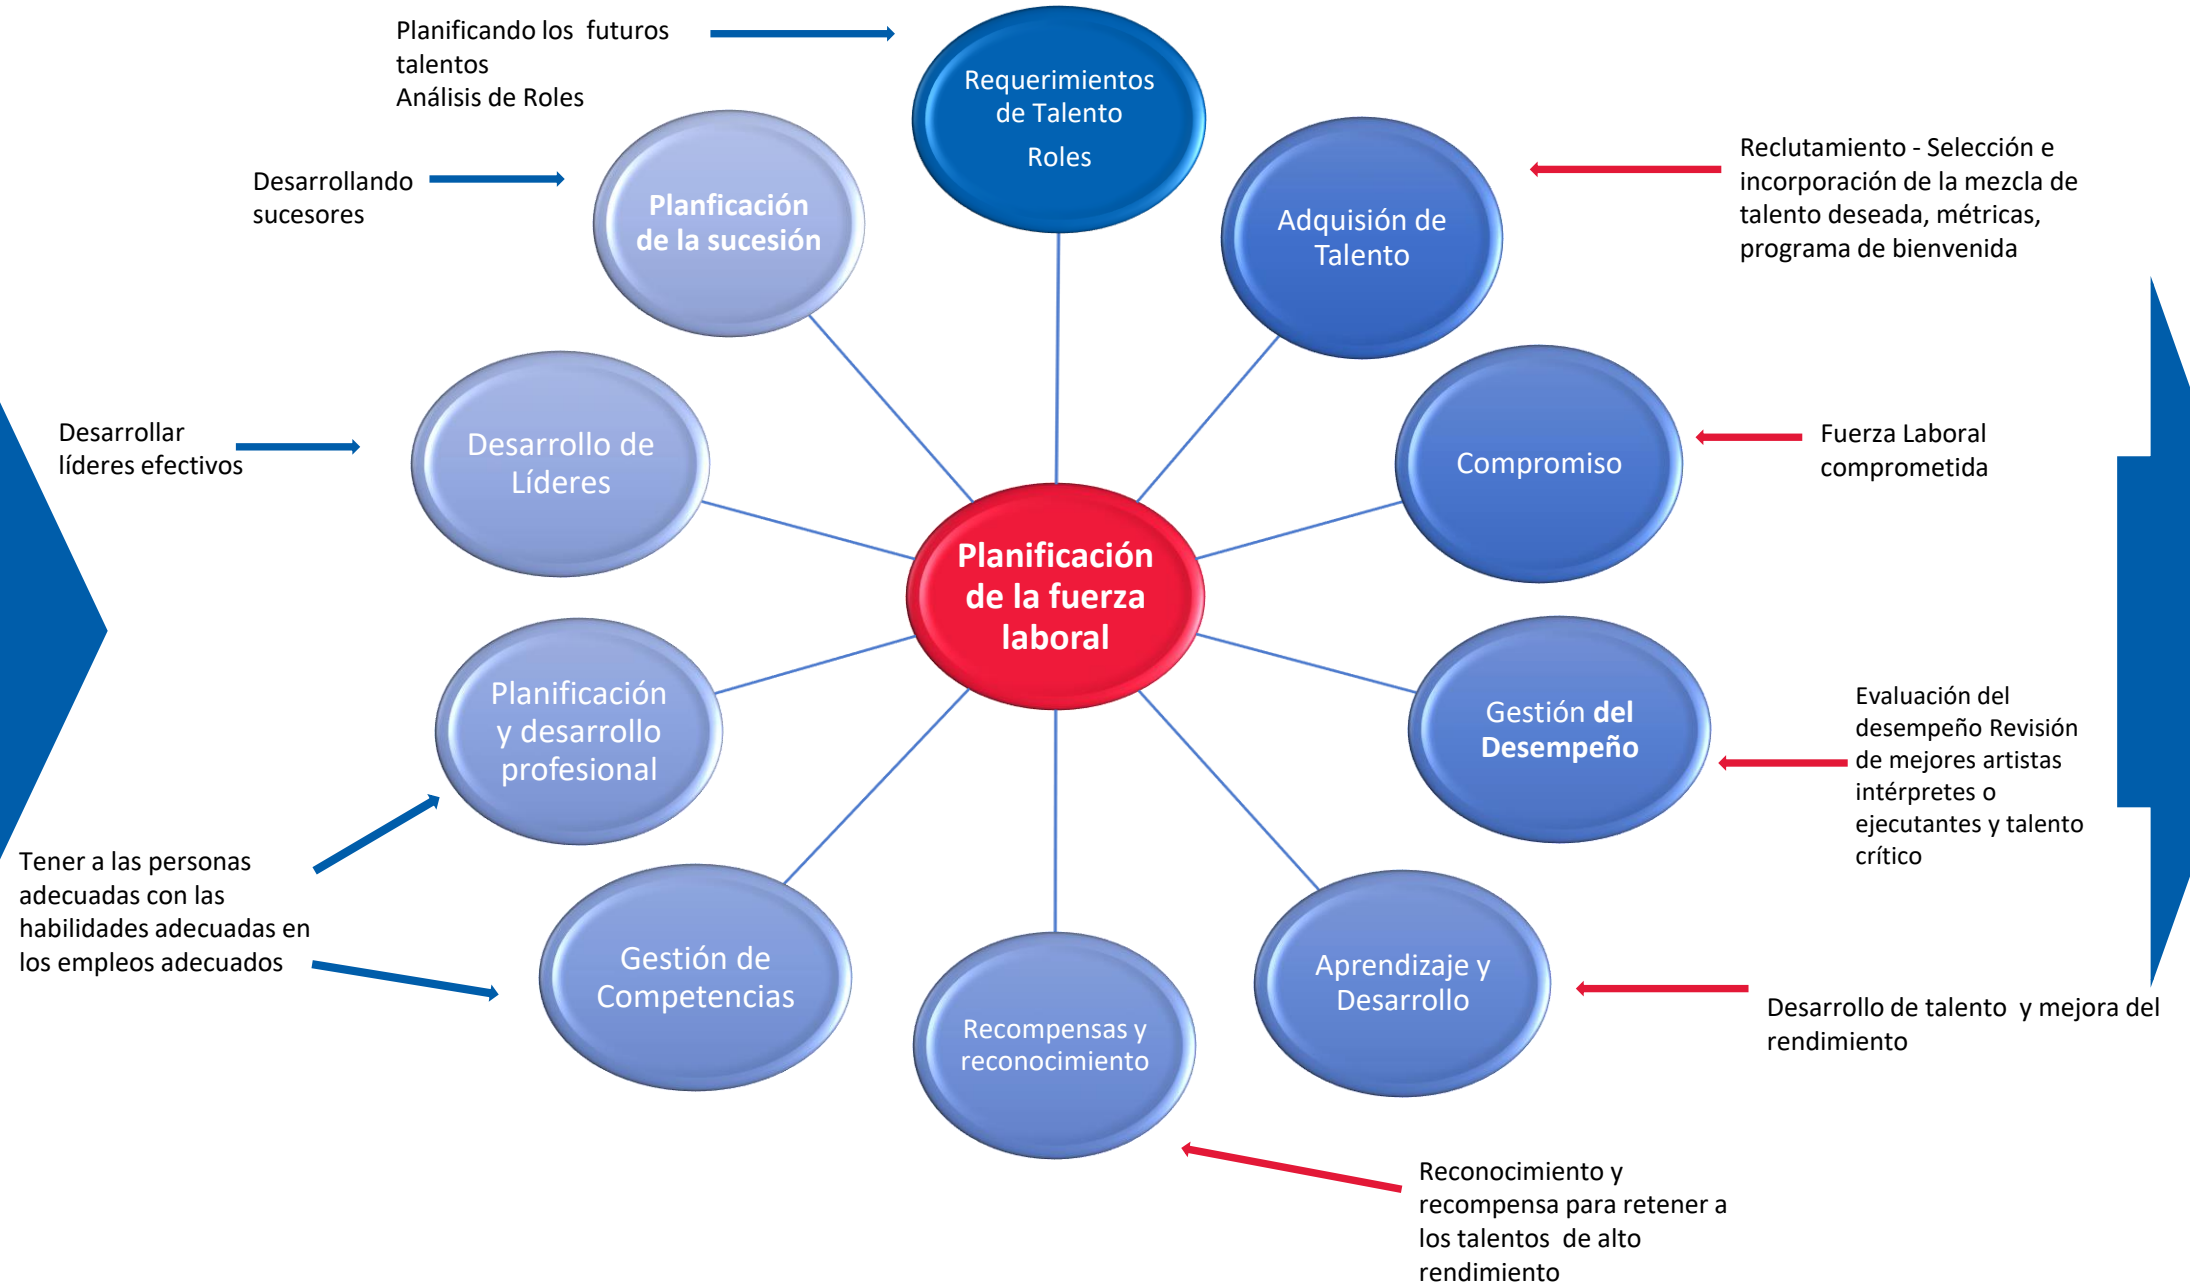 Planificando los futuros
talentos
Análisis de Roles
Requerimientos
de Talento
Roles
Desarrollando
sucesores
Planficación
de la sucesión
Adquisión de
Talento
Reclutamiento - Selección e
incorporación de la mezcla de
talento deseada, métricas,
programa de bienvenida
Desarrollar
líderes efectivos
Desarrollo de
Líderes
Compromiso
Fuerza Laboral
comprometida
Planificación
de la fuerza
laboral
Planificación
y desarrollo
profesional
Gestión del
Desempeño
Evaluación del
desempeño Revisión
de mejores artistas
intérpretes o
ejecutantes y talento
crítico
Tener a las personas
adecuadas con las
habilidades adecuadas en
los empleos adecuados
Gestión de
Competencias
Recompensas y
reconocimiento
Aprendizaje y
Desarrollo
Desarrollo de talento y mejora del
rendimiento
Reconocimiento y
recompensa para retener a
los talentos de alto
rendimiento